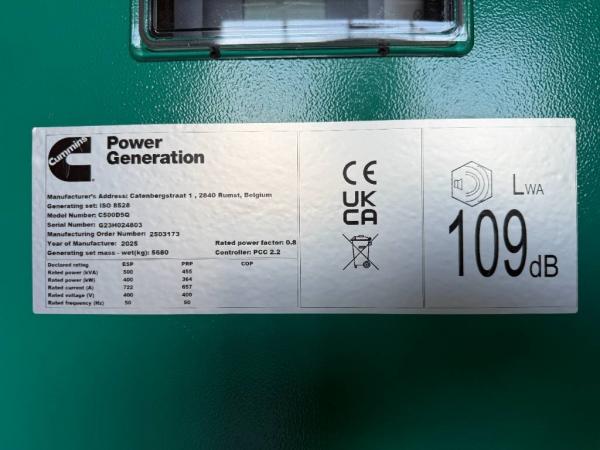 Cummins
Power
Generation
Manufacturer's Address: Catenbergstraat 1 , 2840 Rumst, Belgium
Generating set: ISO 8528
Model Number: C500D5Q
Serial Number: G23H024803
Manufacturing Order Number: 2503173
Year of Manufacture: 2025 Rated power factor: 0.8
Generating set mass - wet(kg): 5680 Controller: PCC 2.2
Declared rating ESP PRP COP
Rated power (kVA) 500 455
Rated power (kW) 400 364
Rated current (A) 722 657
Rated voltage (V) 400 400
Rated frequency (Hz) 50 50
CE
UK
CA
LWA
109 dB